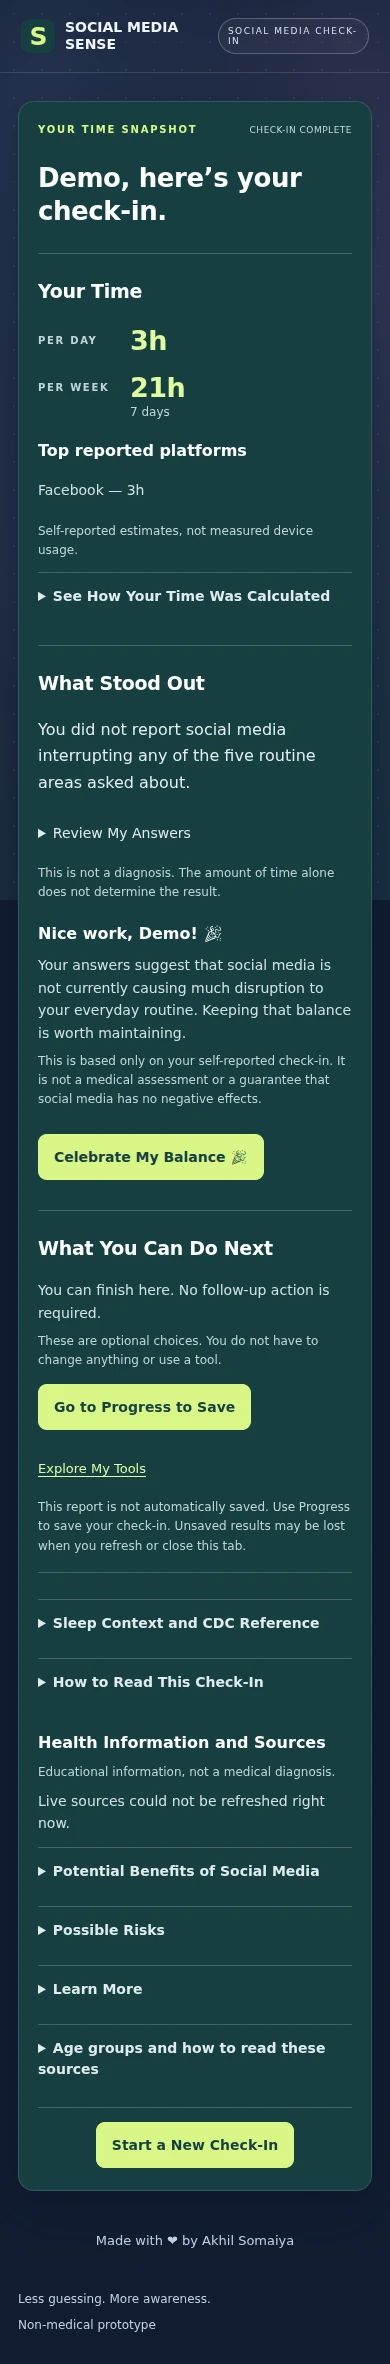 S
SOCIAL MEDIA
SENSE
SOCIAL MEDIA CHECK-
IN
YOUR TIME SNAPSHOT
CHECK-IN COMPLETE
Demo, here’s your
check-in.
Your Time
PER DAY 3h
PER WEEK 21h
7 days
Top reported platforms
Facebook — 3h
Self-reported estimates, not measured device
usage.
▶ See How Your Time Was Calculated
What Stood Out
You did not report social media
interrupting any of the five routine
areas asked about.
▶ Review My Answers
This is not a diagnosis. The amount of time alone
does not determine the result.
Nice work, Demo! 🎉
Your answers suggest that social media is
not currently causing much disruption to
your everyday routine. Keeping that balance
is worth maintaining.
This is based only on your self-reported check-in. It
is not a medical assessment or a guarantee that
social media has no negative effects.
Celebrate My Balance 🎉
What You Can Do Next
You can finish here. No follow-up action is
required.
These are optional choices. You do not have to
change anything or use a tool.
Go to Progress to Save
Explore My Tools
This report is not automatically saved. Use Progress
to save your check-in. Unsaved results may be lost
when you refresh or close this tab.
▶ Sleep Context and CDC Reference
▶ How to Read This Check-In
Health Information and Sources
Educational information, not a medical diagnosis.
Live sources could not be refreshed right
now.
▶ Potential Benefits of Social Media
▶ Possible Risks
▶ Learn More
▶ Age groups and how to read these
sources
Start a New Check-In
Made with ❤ by Akhil Somaiya
Less guessing. More awareness.
Non-medical prototype